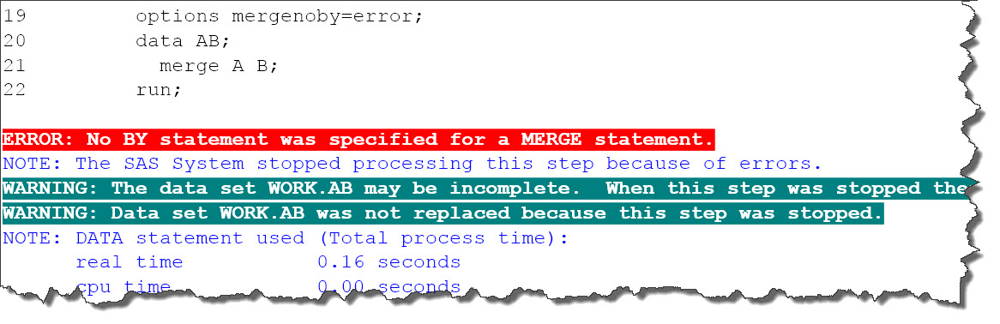 19         options mergenoby=error;
20         data AB;
21           merge A B;
22         run;
ERROR: No BY statement was specified for a MERGE statement.
NOTE: The SAS System stopped processing this step because of errors.
WARNING: The data set WORK.AB may be incomplete.  When this step was stopped the
WARNING: Data set WORK.AB was not replaced because this step was stopped.
NOTE: DATA statement used (Total process time):
      real time           0.16 seconds
      cpu time            0.00 seconds